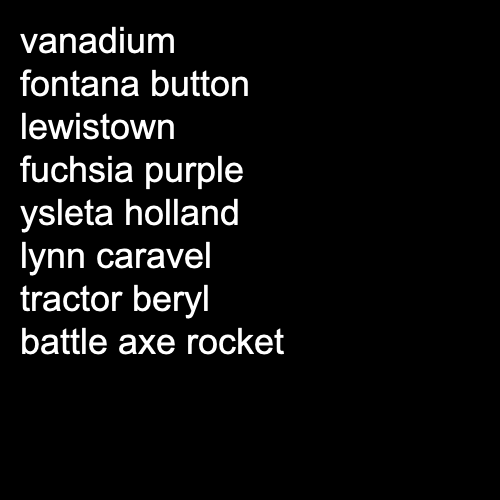 vanadium
fontana button
lewistown
fuchsia purple
ysleta holland
lynn caravel
tractor beryl
battle axe rocket